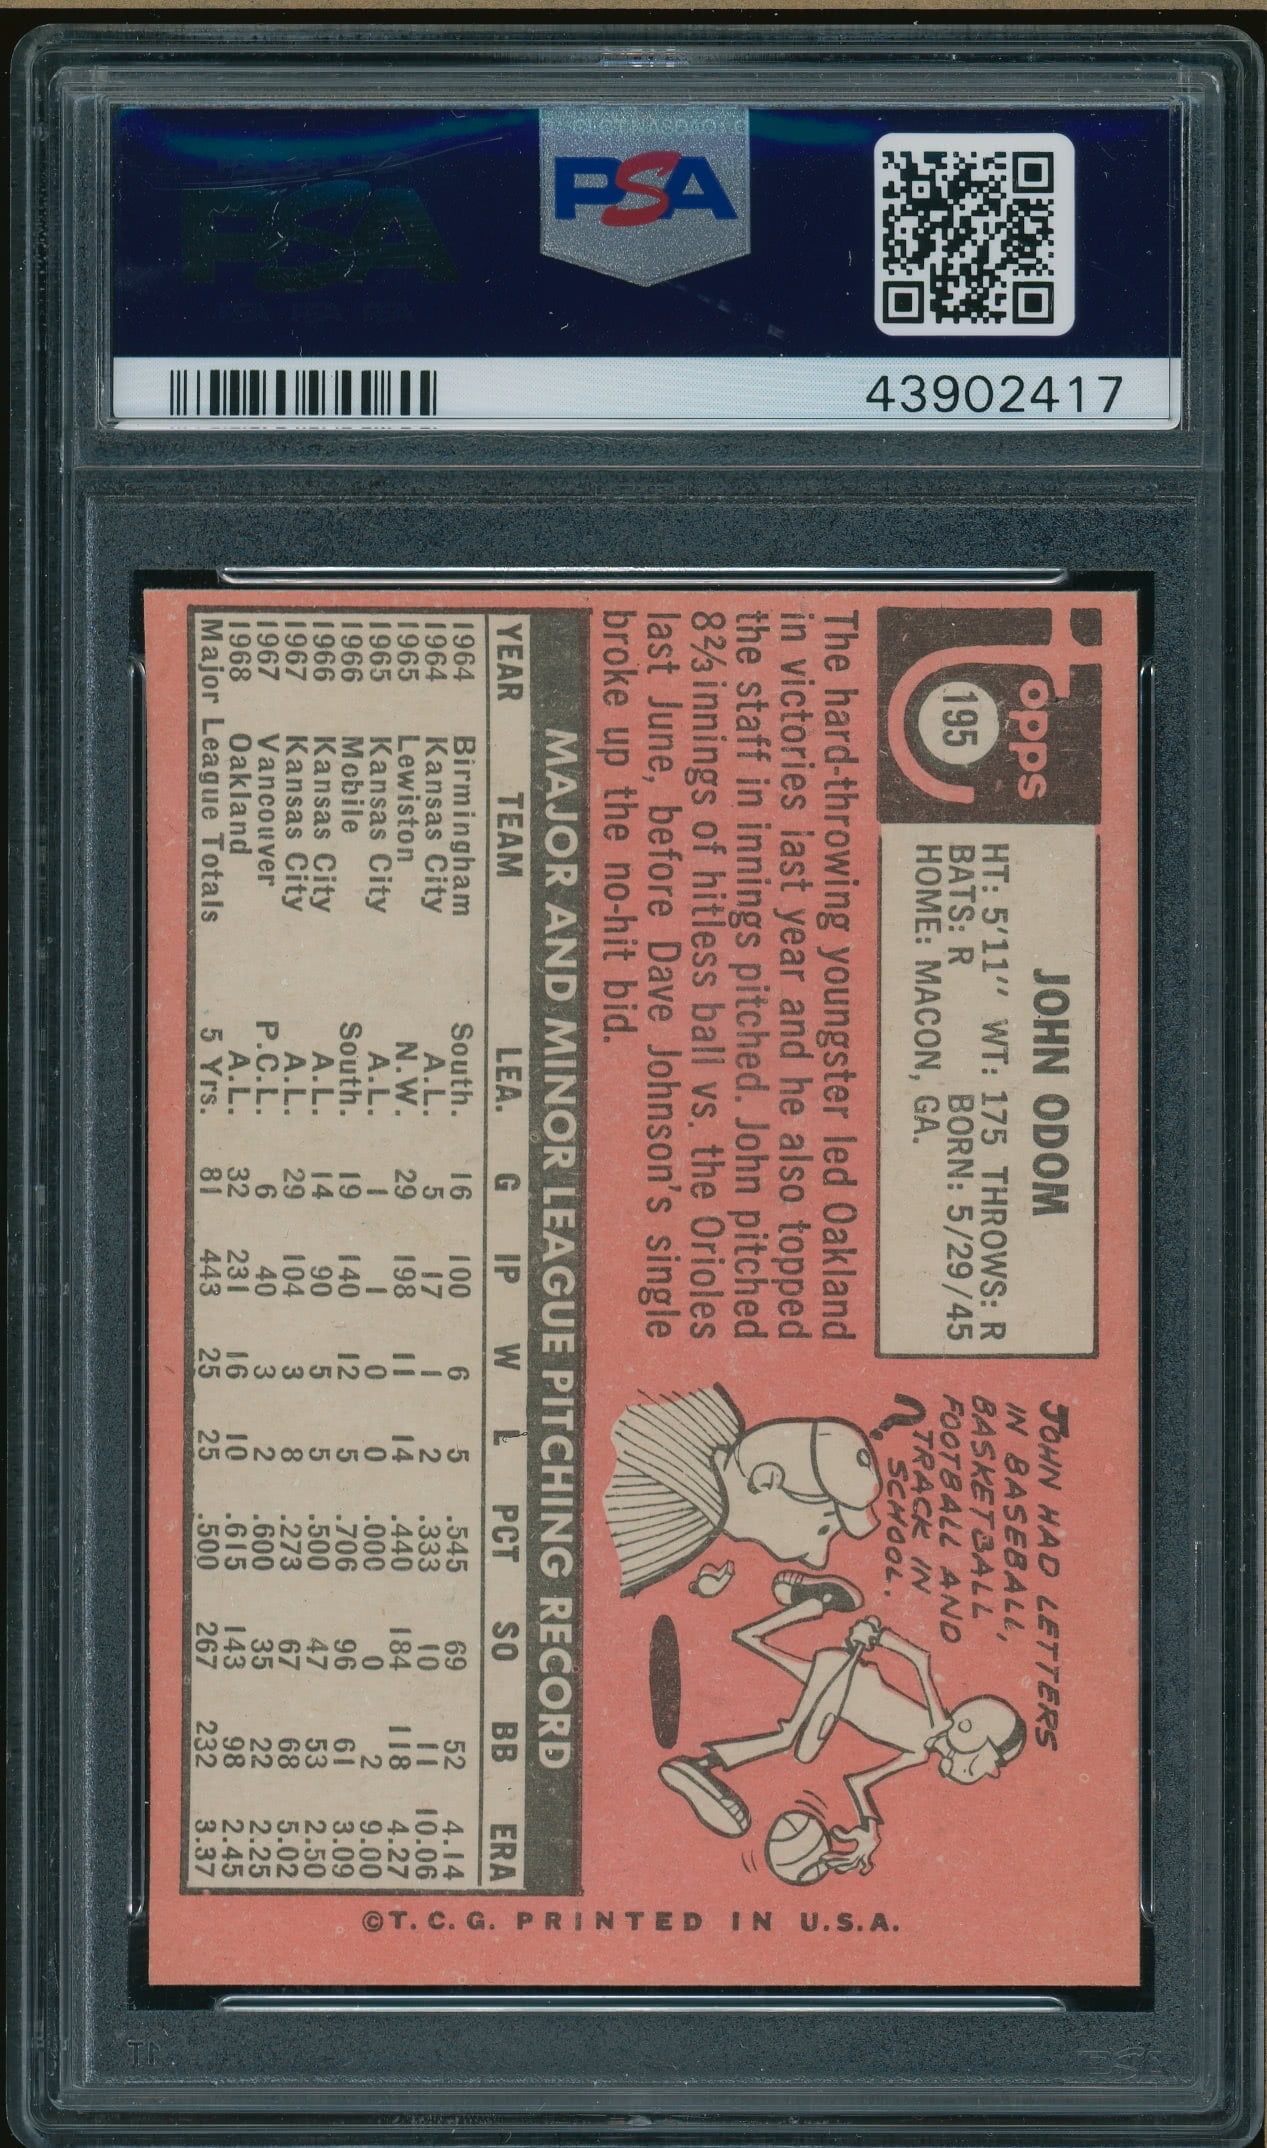 PSA
PSA
43902417
Topps
195
JOHN ODOM
HT: 5'11" WT: 175 THROWS: R
BATS: R BORN: 5/29/45
HOME: MACON, GA.
The hard-throwing youngster led Oakland
in victories last year and he also topped
the staff in innings pitched. John pitched
8⅔ innings of hitless ball vs. the Orioles
last June, before Dave Johnson's single
broke up the no-hit bid.
JOHN HAD LETTERS
IN BASEBALL,
BASKETBALL
FOOTBALL AND
TRACK IN
SCHOOL.
?
MAJOR AND MINOR LEAGUE PITCHING RECORD
YEAR TEAM LEA. G IP W L PCT SO BB ERA
1964 Birmingham South. 16 100 6 5 .545 69 52 4.14
1964 Kansas City A.L. 5 17 1 2 .333 10 11 10.06
1965 Lewiston N.W. 29 198 11 14 .440 184 118 4.27
1965 Kansas City A.L. 1 1 0 0 .000 0 2 9.00
1966 Mobile South. 19 140 12 5 .706 96 61 3.09
1966 Kansas City A.L. 14 90 5 5 .500 47 53 2.50
1967 Kansas City A.L. 29 104 3 8 .273 67 68 5.02
1967 Vancouver P.C.L. 6 40 3 2 .600 35 22 2.25
1968 Oakland A.L. 32 231 16 10 .615 143 98 2.45
Major League Totals 5 Yrs. 81 443 25 25 .500 267 232 3.37
©T. C. G. PRINTED IN U.S.A.